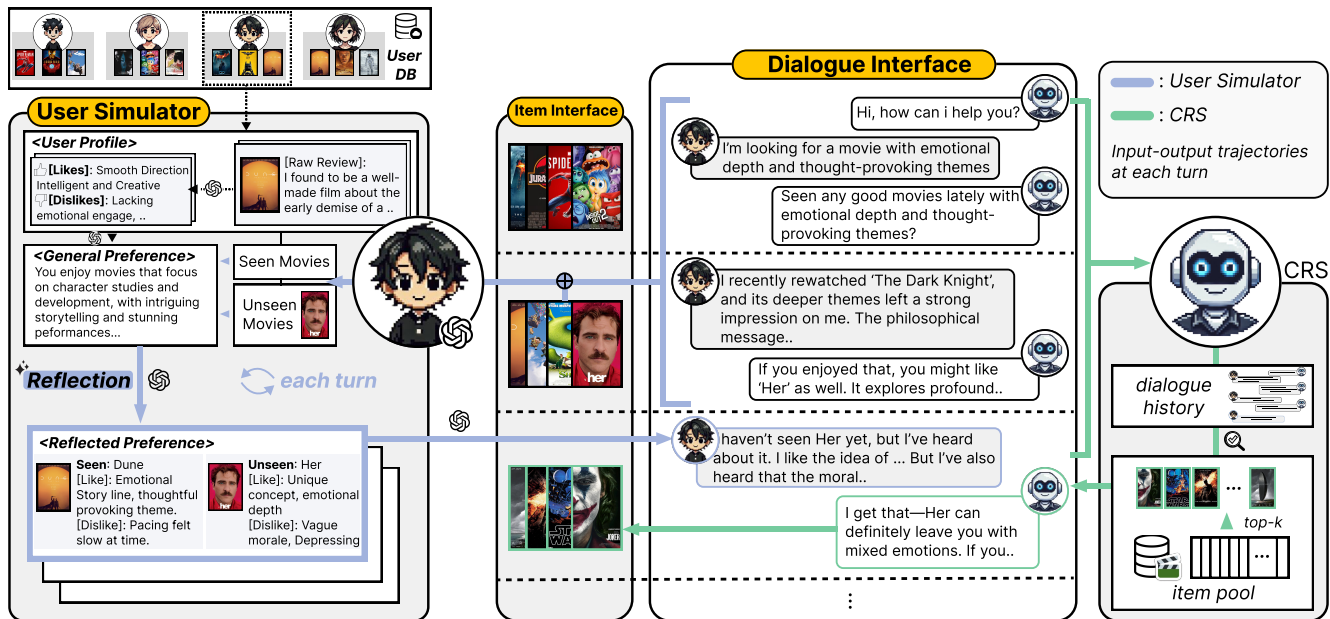 User
DB
User Simulator
<User Profile>
[Likes]: Smooth Direction
Intelligent and Creative
[Dislikes]: Lacking
emotional engage, ..
[Raw Review]:
I found to be a well-
made film about the
early demise of a ..
<General Preference>
You enjoy movies that focus
on character studies and
development, with intriguing
storytelling and stunning
peformances...
Seen Movies
Unseen
Movies
her
Reflection
each turn
<Reflected Preference>
Seen: Dune
[Like]: Emotional
Story line, thoughtful
provoking theme.
[Dislike]: Pacing felt
slow at time.
Unseen: Her
[Like]: Unique
concept, emotional
depth
[Dislike]: Vague
morale, Depressing
Item Interface
SPIDE
JURA
INSIDE OUT 2
her
STAR
WA
JOKER
Dialogue Interface
Hi, how can i help you?
I'm looking for a movie with emotional
depth and thought-provoking themes
Seen any good movies lately with
emotional depth and thought-
provoking themes?
I recently rewatched 'The Dark Knight',
and its deeper themes left a strong
impression on me. The philosophical
message..
If you enjoyed that, you might like
'Her' as well. It explores profound..
haven't seen Her yet, but I've heard
about it. I like the idea of ... But I've also
heard that the moral..
I get that—Her can
definitely leave you with
mixed emotions. If you..
⋮
: User Simulator
: CRS
Input-output trajectories
at each turn
CRS
dialogue
history
...
top-k
...
item pool